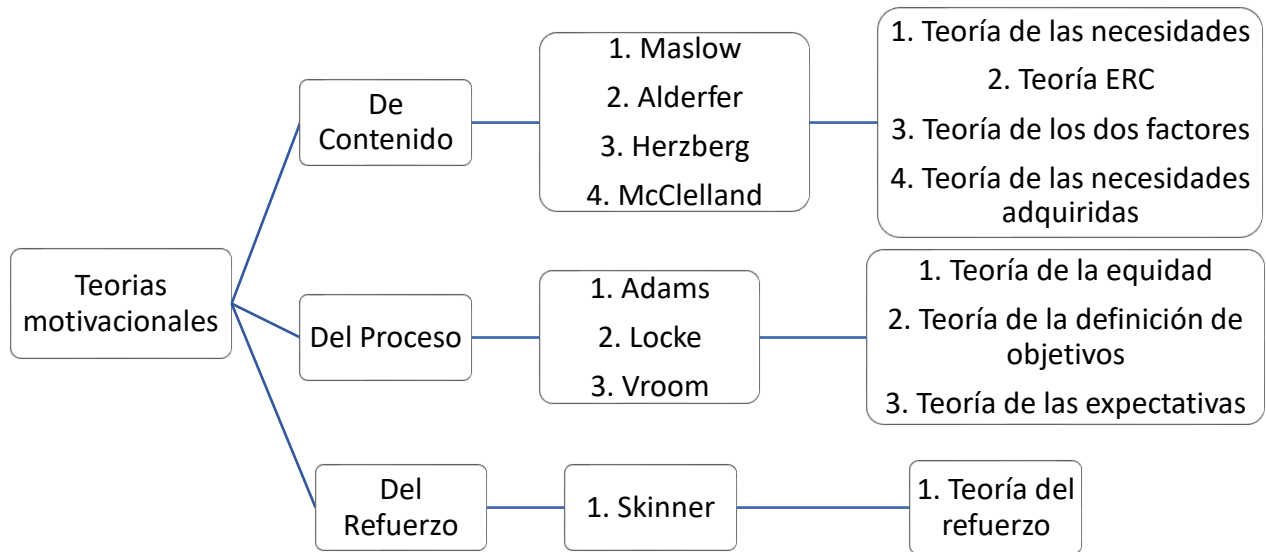 Teorias
motivacionales
De
Contenido
1. Maslow
2. Alderfer
3. Herzberg
4. McClelland
1. Teoría de las necesidades
2. Teoría ERC
3. Teoría de los dos factores
4. Teoría de las necesidades
adquiridas
Del Proceso
1. Adams
2. Locke
3. Vroom
1. Teoría de la equidad
2. Teoría de la definición de
objetivos
3. Teoría de las expectativas
Del
Refuerzo
1. Skinner
1. Teoría del
refuerzo